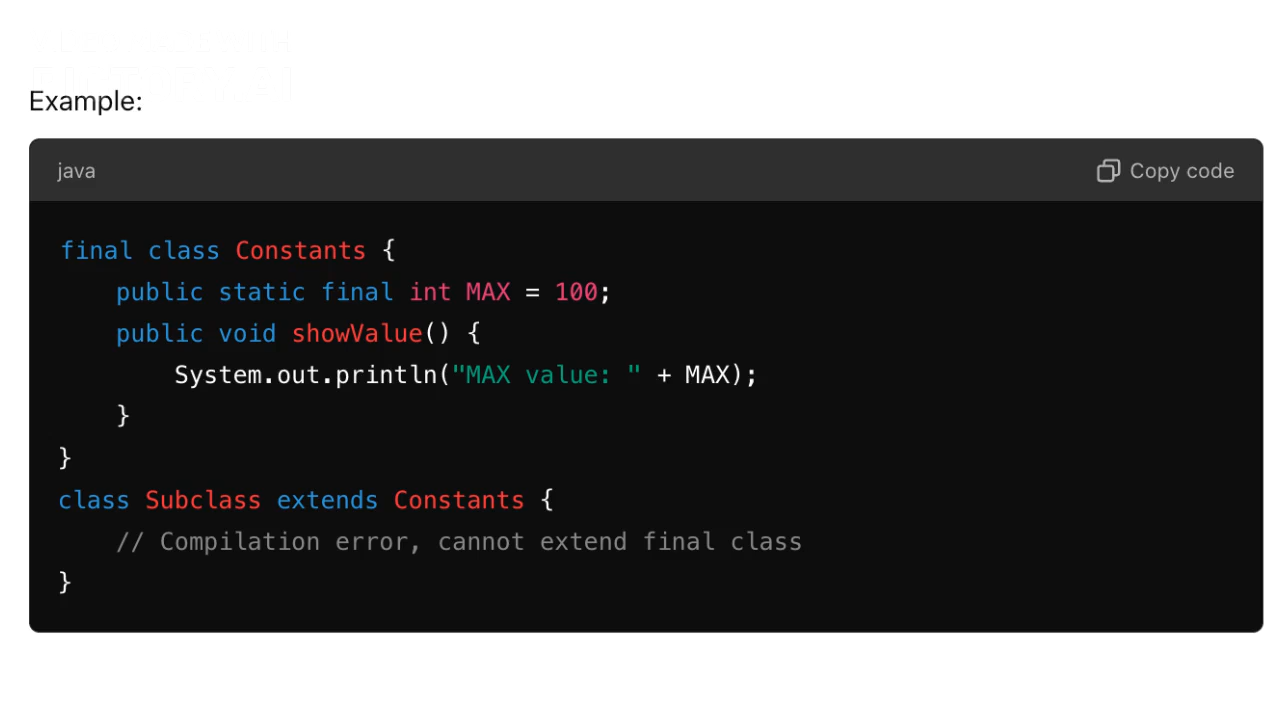 Example:
java
Copy code
final class Constants {
    public static final int MAX = 100;
    public void showValue() {
        System.out.println("MAX value: " + MAX);
    }
}
class Subclass extends Constants {
    // Compilation error, cannot extend final class
}